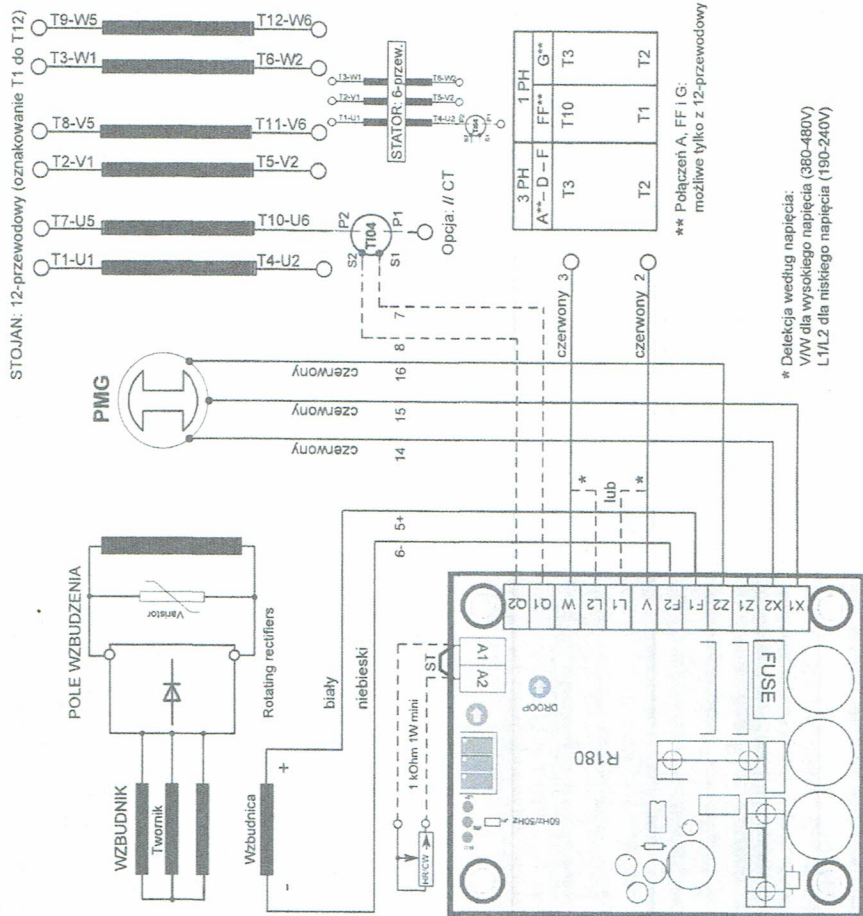 STOJAN: 12-przewodowy (oznakowanie T1 do T12)
T9-W5
T12-W6
T3-W1
T6-W2
T8-V5
T11-V6
T2-V1
T5-V2
T7-U5
T10-U6
T1-U1
T4-U2
STATOR: 6-przew.
T3-W1
T6-W2
T2-V1
T5-V2
T1-U1
T4-U2
P2
P1
TI04
S2
S1
P2
P1
TI04
S2
S1
Opcja: // CT
3 PH
1 PH
A**– D – F
FF**
G**
T3
T10
T3
T2
T1
T2
** Połączeń A, FF i G:
możliwe tylko z 12-przewodowy
* Detekcja według napięcia:
V/W dla wysokiego napięcia (380-480V)
L1/L2 dla niskiego napięcia (190-240V)
PMG
czerwony
16
czerwony
15
czerwony
14
8
7
czerwony 3
czerwony 2
*
lub
*
5+
6-
POLE WZBUDZENIA
Varistor
Rotating rectifiers
WZBUDNIK
Twornik
Wzbudnica
+
-
biały
niebieski
1 kOhm 1W mini
ST
A1
A2
DROOP
60Hz/50Hz
R180
FUSE
Q2
Q1
W
L2
L1
V
F2
F1
Z2
Z1
X2
X1